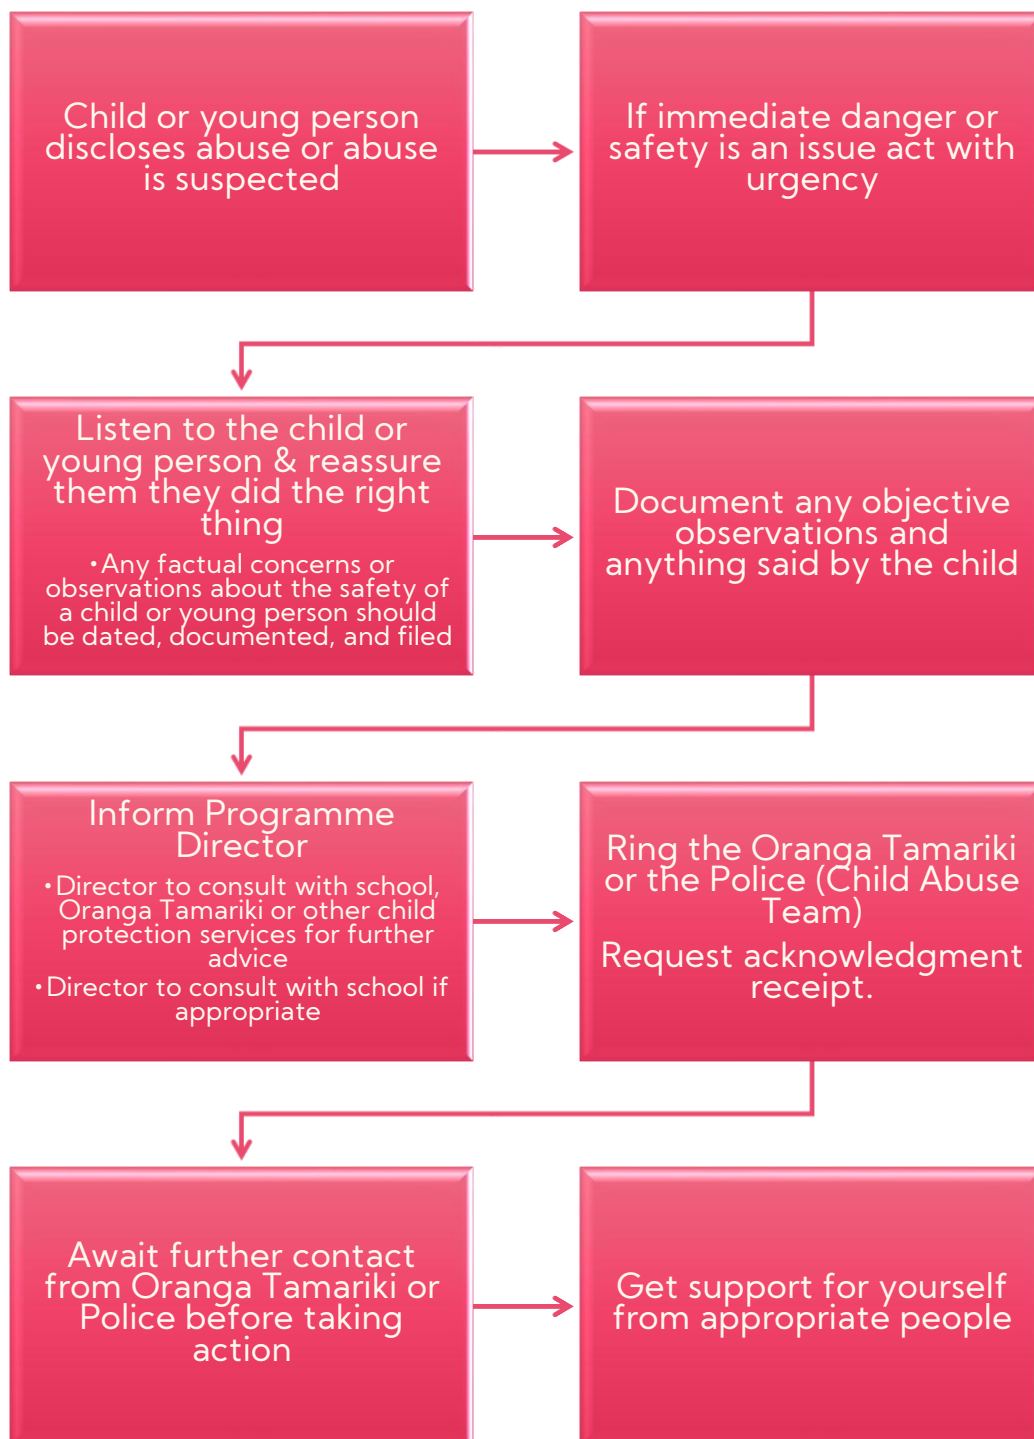 Child or young person
discloses abuse or abuse
is suspected
If immediate danger or
safety is an issue act with
urgency
Listen to the child or
young person & reassure
them they did the right
thing
•Any factual concerns or
observations about the safety of
a child or young person should
be dated, documented, and filed
Document any objective
observations and
anything said by the child
Inform Programme
Director
•Director to consult with school,
Oranga Tamariki or other child
protection services for further
advice
•Director to consult with school if
appropriate
Ring the Oranga Tamariki
or the Police (Child Abuse
Team)
Request acknowledgment
receipt.
Await further contact
from Oranga Tamariki or
Police before taking
action
Get support for yourself
from appropriate people